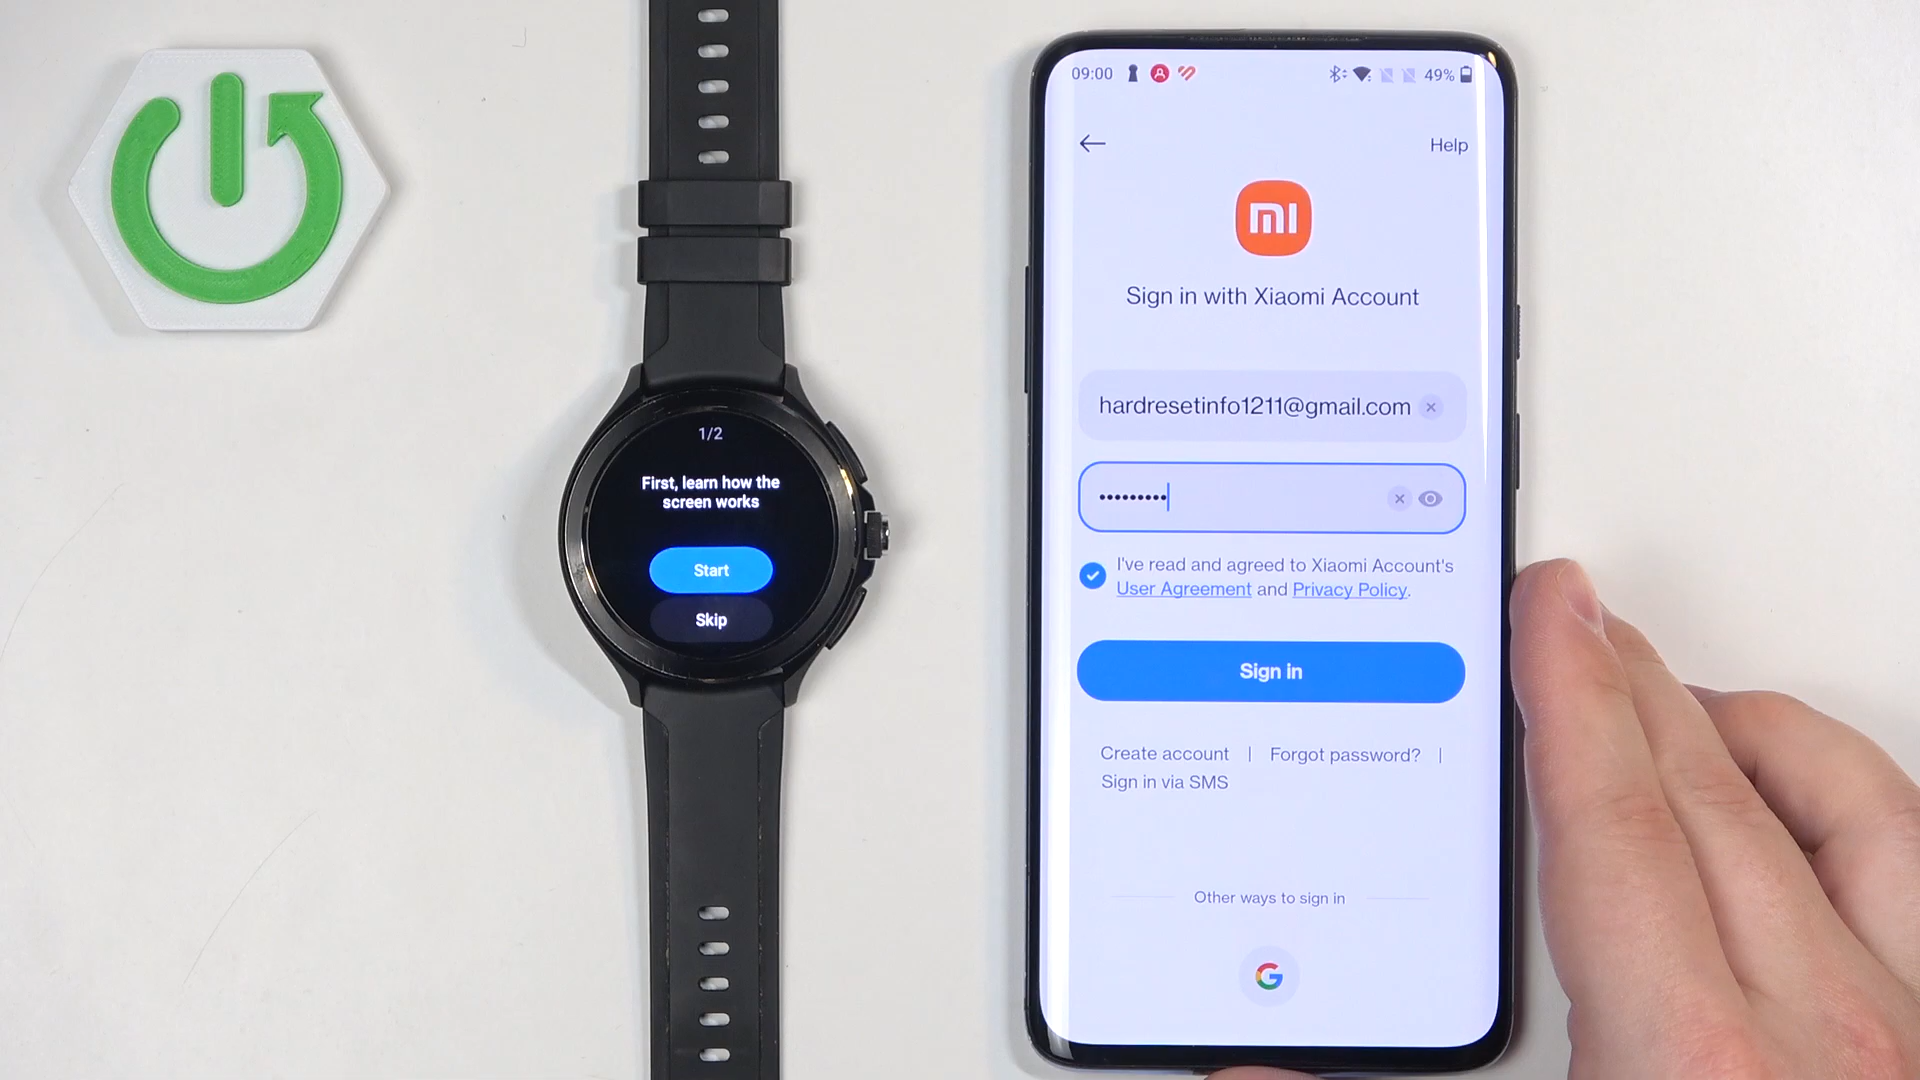 1/2
First, learn how the
screen works
Start
Skip
09:00
49%
Help
mi
Sign in with Xiaomi Account
hardresetinfo1211@gmail.com
I've read and agreed to Xiaomi Account's
User Agreement and Privacy Policy.
Sign in
Create account | Forgot password? |
Sign in via SMS
Other ways to sign in
G